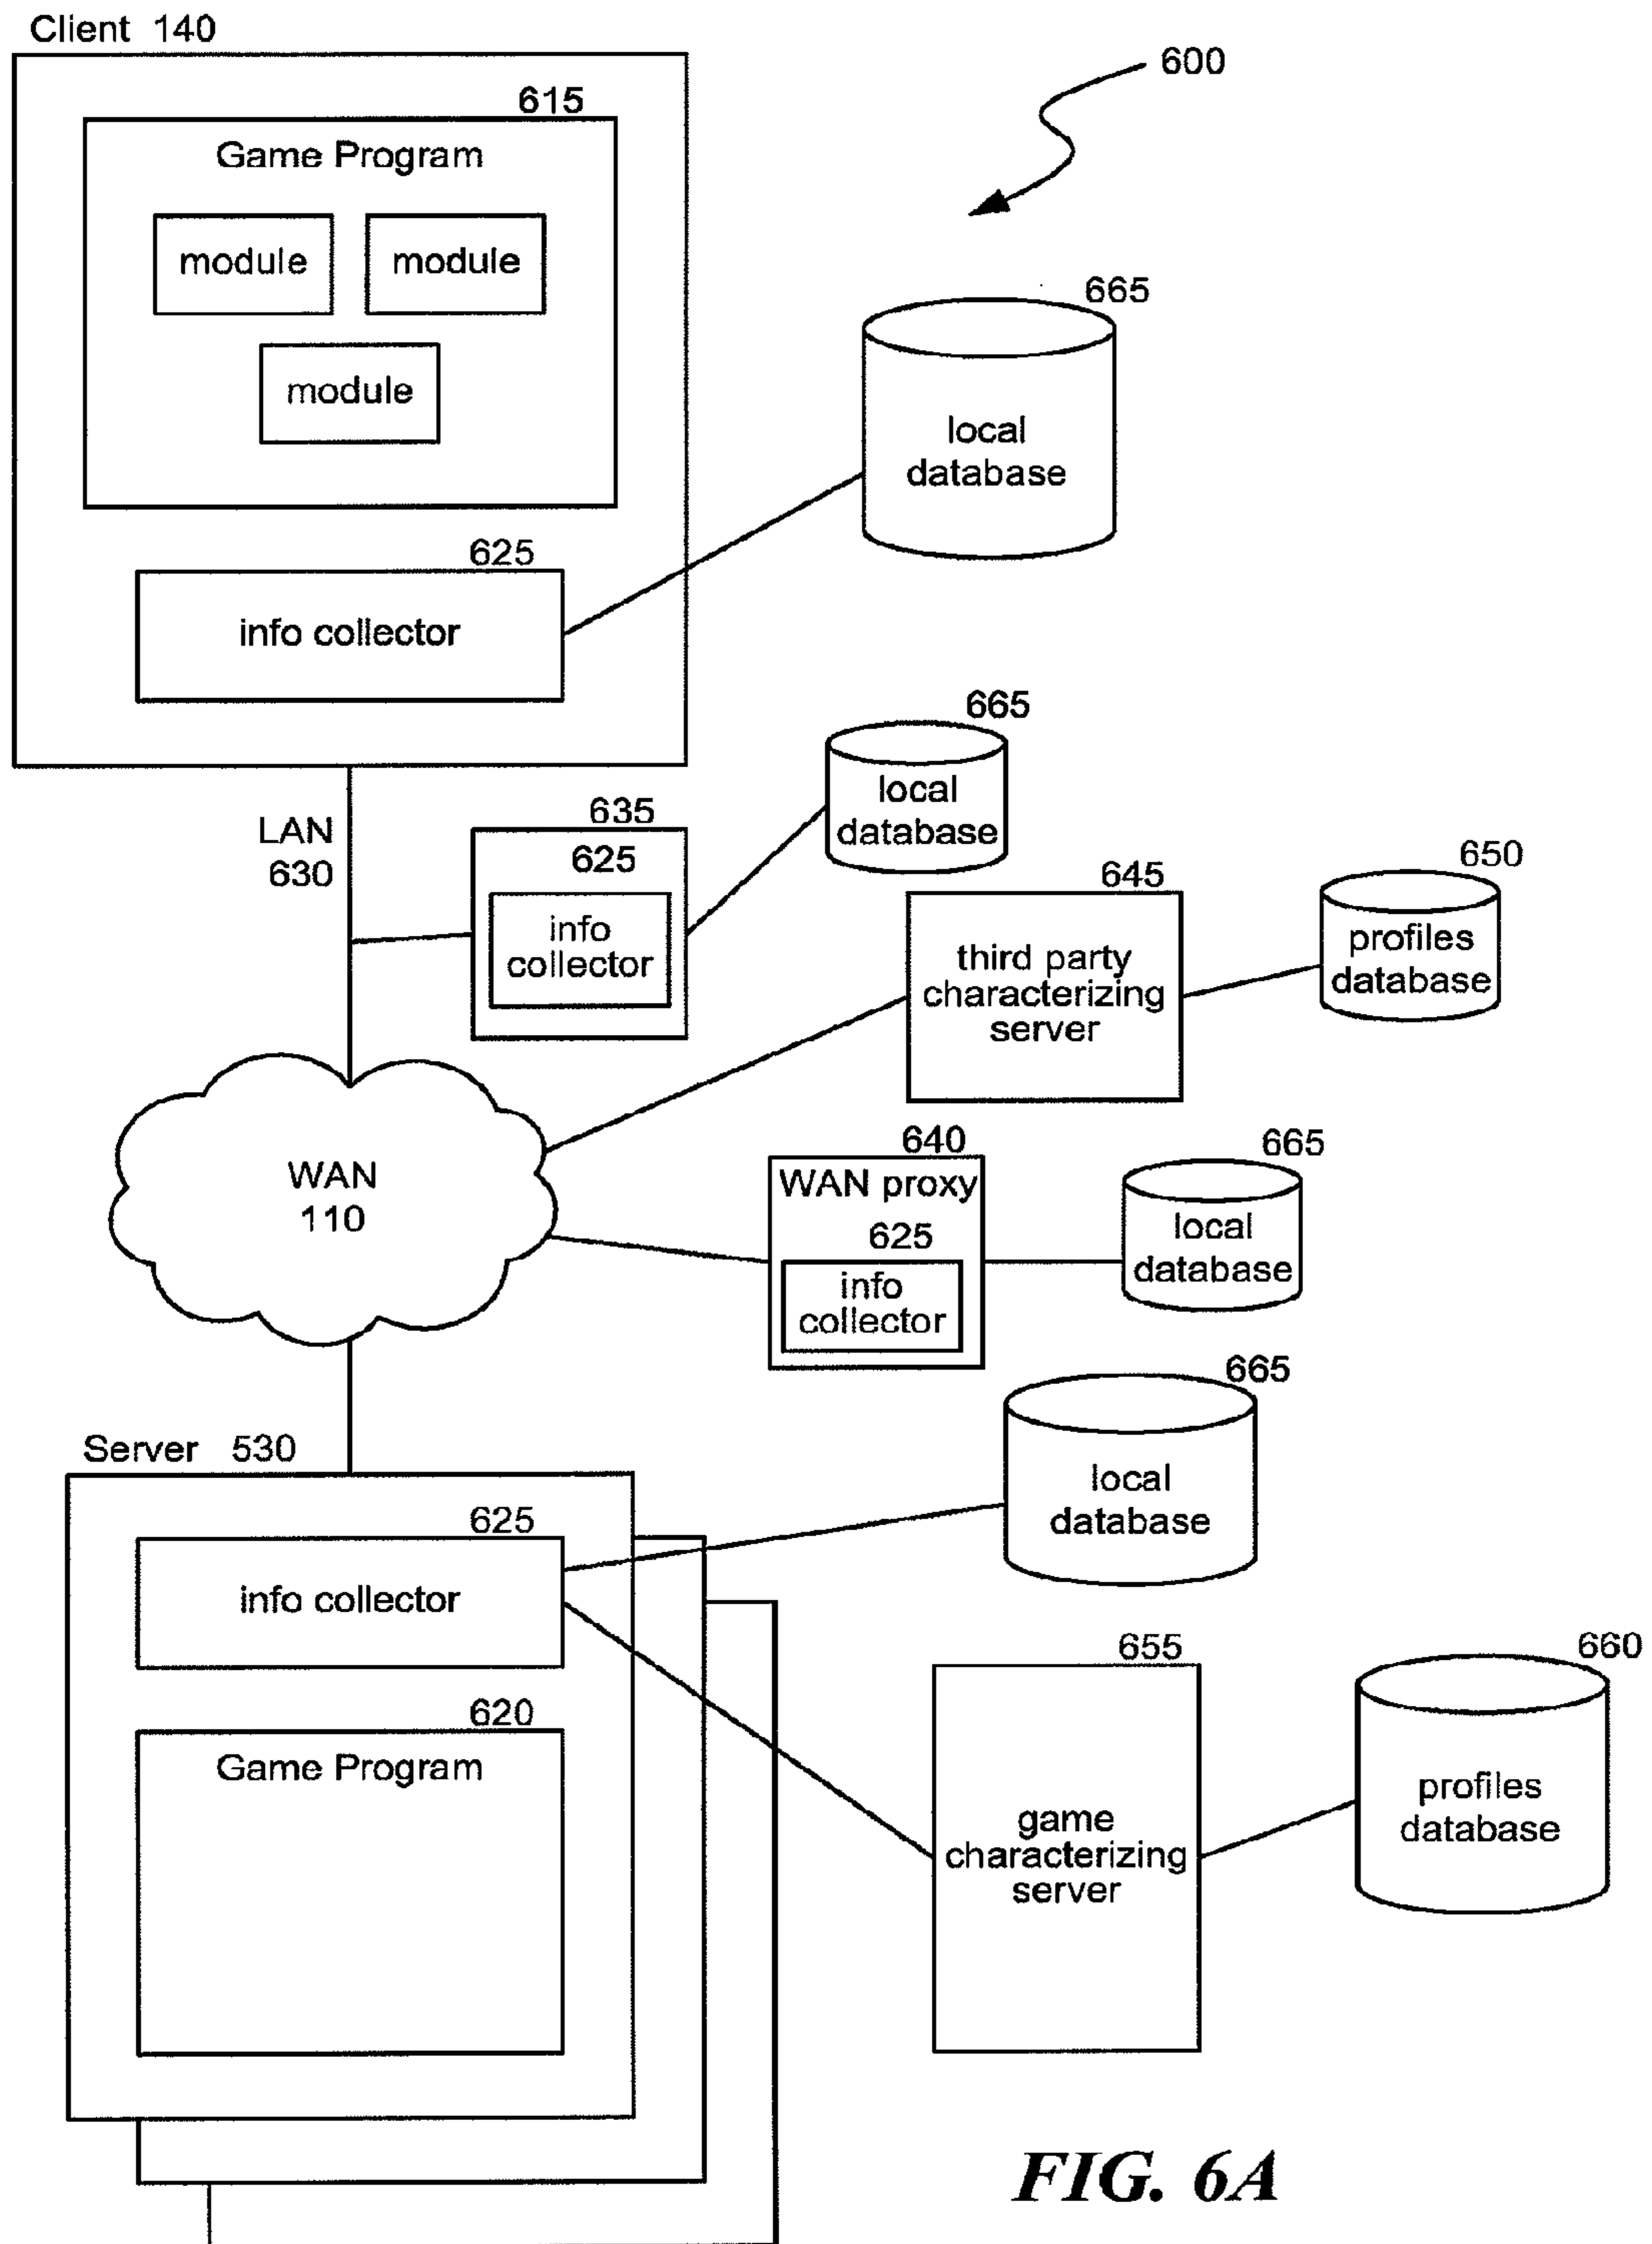 Client 140
600
615
Game Program
module
module
module
665
local
database
625
info collector
665
local
database
LAN
630
635
625
info
collector
645
third party
characterizing
server
650
profiles
database
WAN
110
640
WAN proxy
625
info
collector
665
local
database
665
local
database
Server 530
625
info collector
620
Game Program
655
game
characterizing
server
660
profiles
database
FIG. 6A